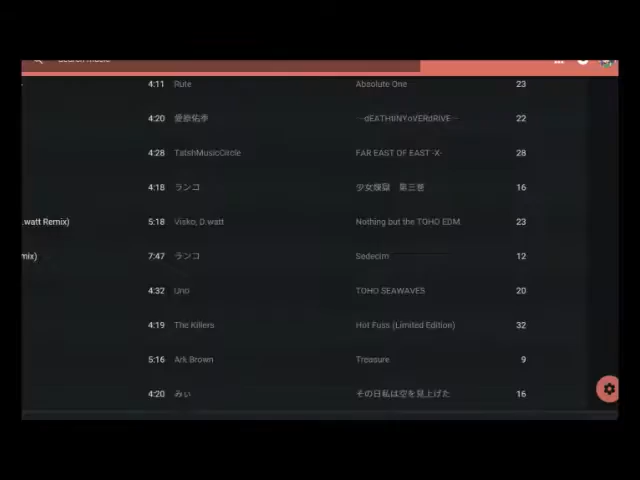 Search Music
4:11 Rute Absolute One 23
4:20 愛原佑季 22
4:28 TatshMusicCircle FAR EAST OF EAST -X- 28
4:18 ランコ 少女煉獄 第三巻 16
.watt Remix) 5:18 Visko, D.watt Nothing but the TOHO EDM 23
mix) 7:47 ランコ Sedecim 12
4:32 Uno TOHO SEAWAVES 20
4:19 The Killers Hot Fuss (Limited Edition) 32
5:16 Ark Brown Treasure 9
4:20 みぃ その日私は空を見上げた 16